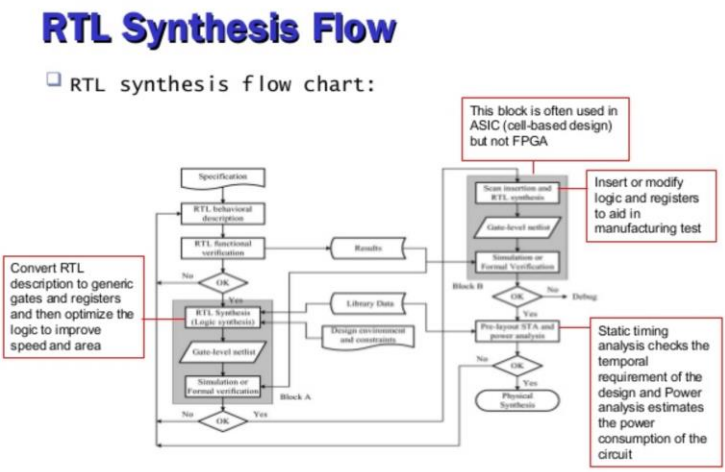 RTL Synthesis Flow
RTL synthesis flow chart:
This block is often used in
ASIC (cell-based design)
but not FPGA
Specification
RTL behavioral
description
RTL functional
verification
Results
No
OK
Yes
RTL Synthesis
(Logic synthesis)
Library Data
Design environment
and constraints
Gate-level netlist
Simulation or
Formal verification
Block A
No
OK
Yes
Convert RTL
description to generic
gates and registers
and then optimize the
logic to improve
speed and area
Scan insertion and
RTL synthesis
Gate-level netlist
Simulation or
Formal Verification
Block B
OK
No
Debug
Yes
Pre-layout STA and
power analysis
No
OK
Yes
Physical
Synthesis
Insert or modify
logic and registers
to aid in
manufacturing test
Static timing
analysis checks the
temporal
requirement of the
design and Power
analysis estimates
the power
consumption of the
circuit